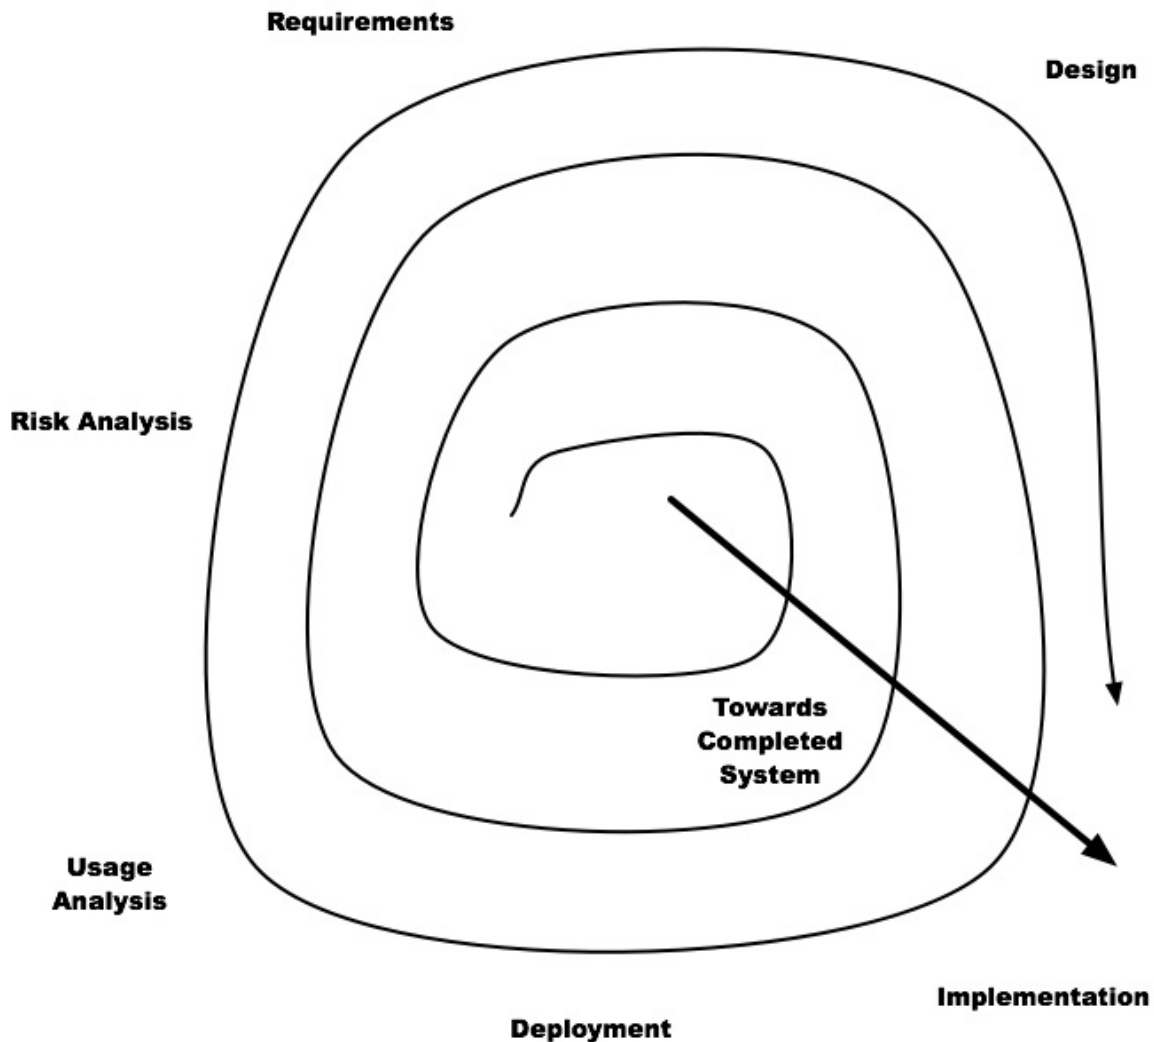 Requirements
Design
Risk Analysis
Towards
Completed
System
Usage
Analysis
Implementation
Deployment